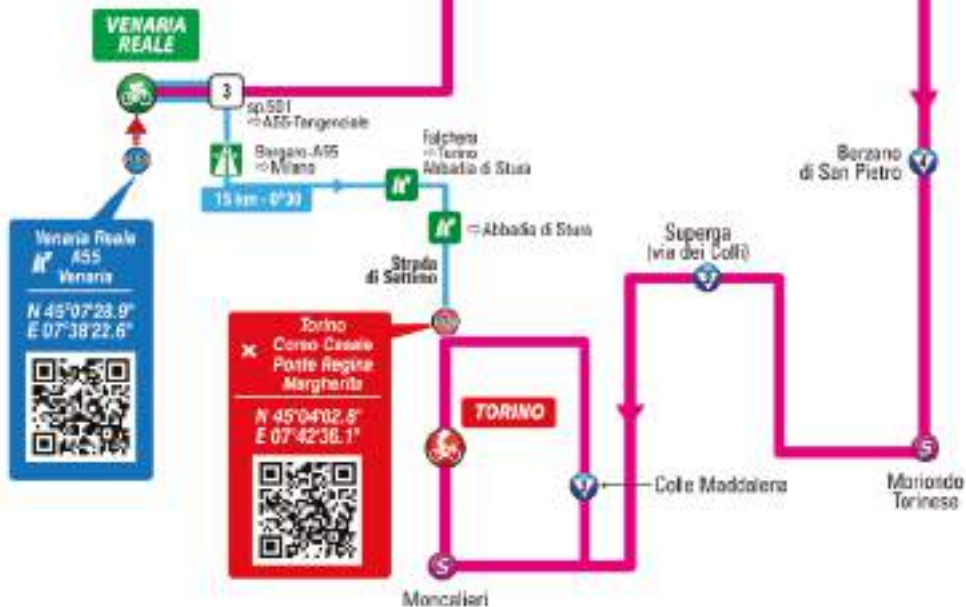 VENARIA
REALE
3
sp.501
⇨A55-Tangenziale
Borgaro-A55
⇨Milano
Falchera
⇨Torino
Abbadia di Stura
15 km - 0°30
⇨Abbadia di Stura
Strada
di Settimo
Superga
(via dei Colli)
Berzano
di San Pietro
4
Venaria Reale
A55
Venaria
N 45°07'28.9"
E 07°38'22.6"
Torino
Corso Casale
Ponte Regina
Margherita
N 45°04'02.8"
E 07°42'36.1"
TORINO
Colle Maddalena
S
Moriondo
Torinese
S
Moncalieri